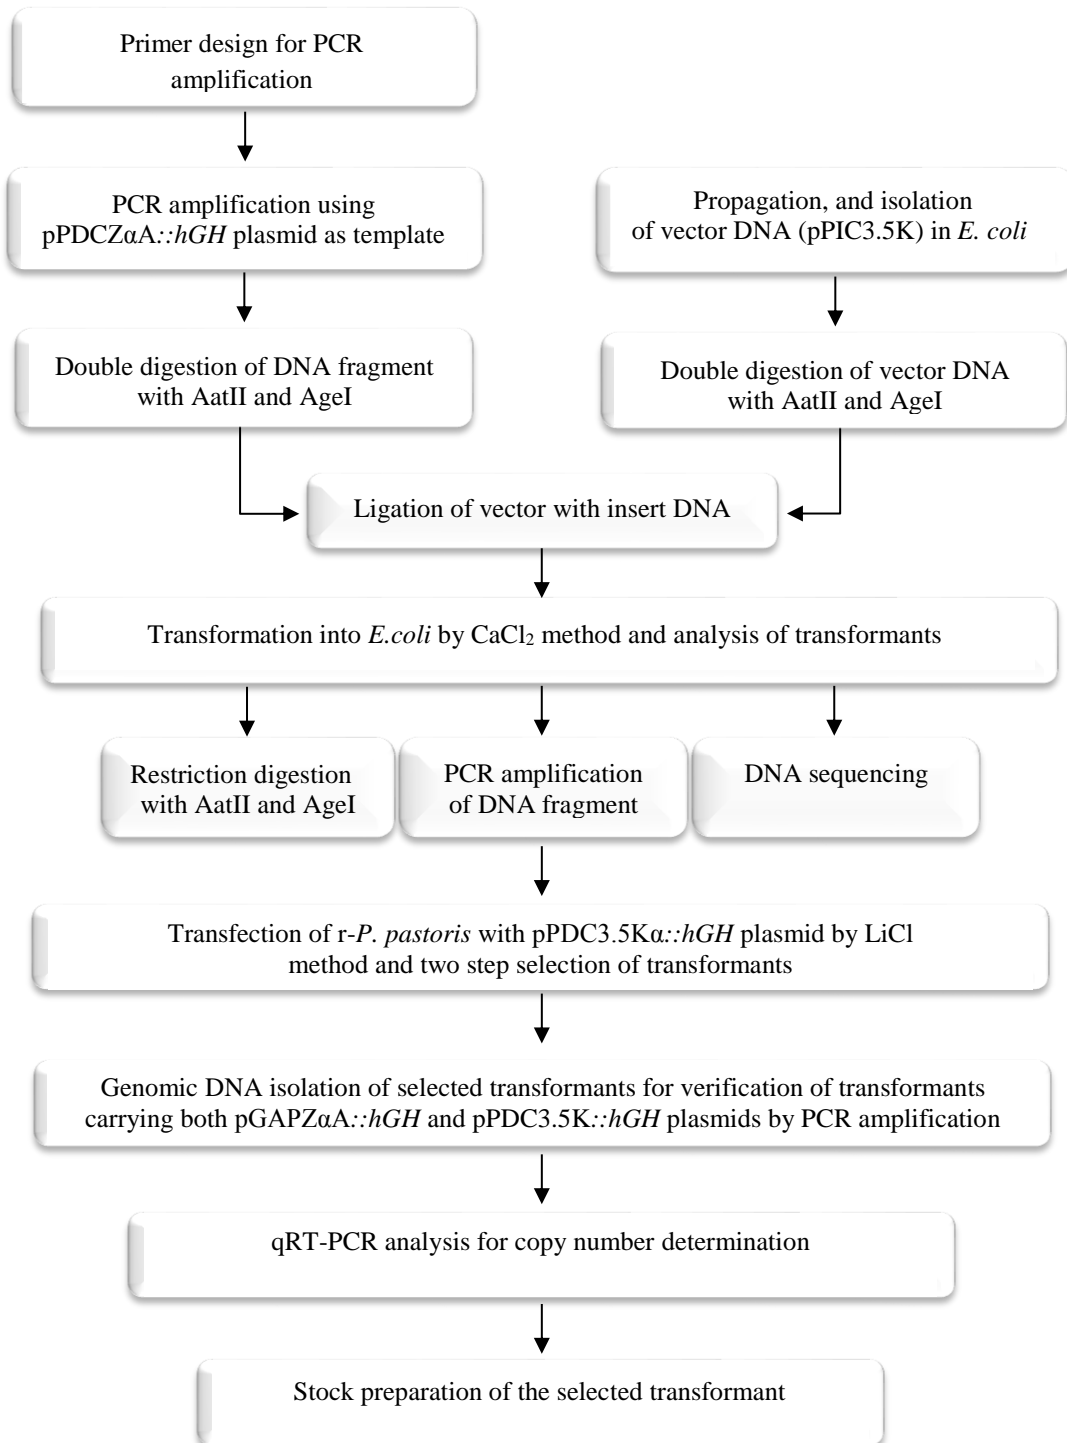 Primer design for PCR
amplification
PCR amplification using
pPDCZαA::hGH plasmid as template
Propagation, and isolation
of vector DNA (pPIC3.5K) in E. coli
Double digestion of DNA fragment
with AatII and AgeI
Double digestion of vector DNA
with AatII and AgeI
Ligation of vector with insert DNA
Transformation into E.coli by CaCl₂ method and analysis of transformants
Restriction digestion
with AatII and AgeI
PCR amplification
of DNA fragment
DNA sequencing
Transfection of r-P. pastoris with pPDC3.5Kα::hGH plasmid by LiCl
method and two step selection of transformants
Genomic DNA isolation of selected transformants for verification of transformants
carrying both pGAPZαA::hGH and pPDC3.5K::hGH plasmids by PCR amplification
qRT-PCR analysis for copy number determination
Stock preparation of the selected transformant